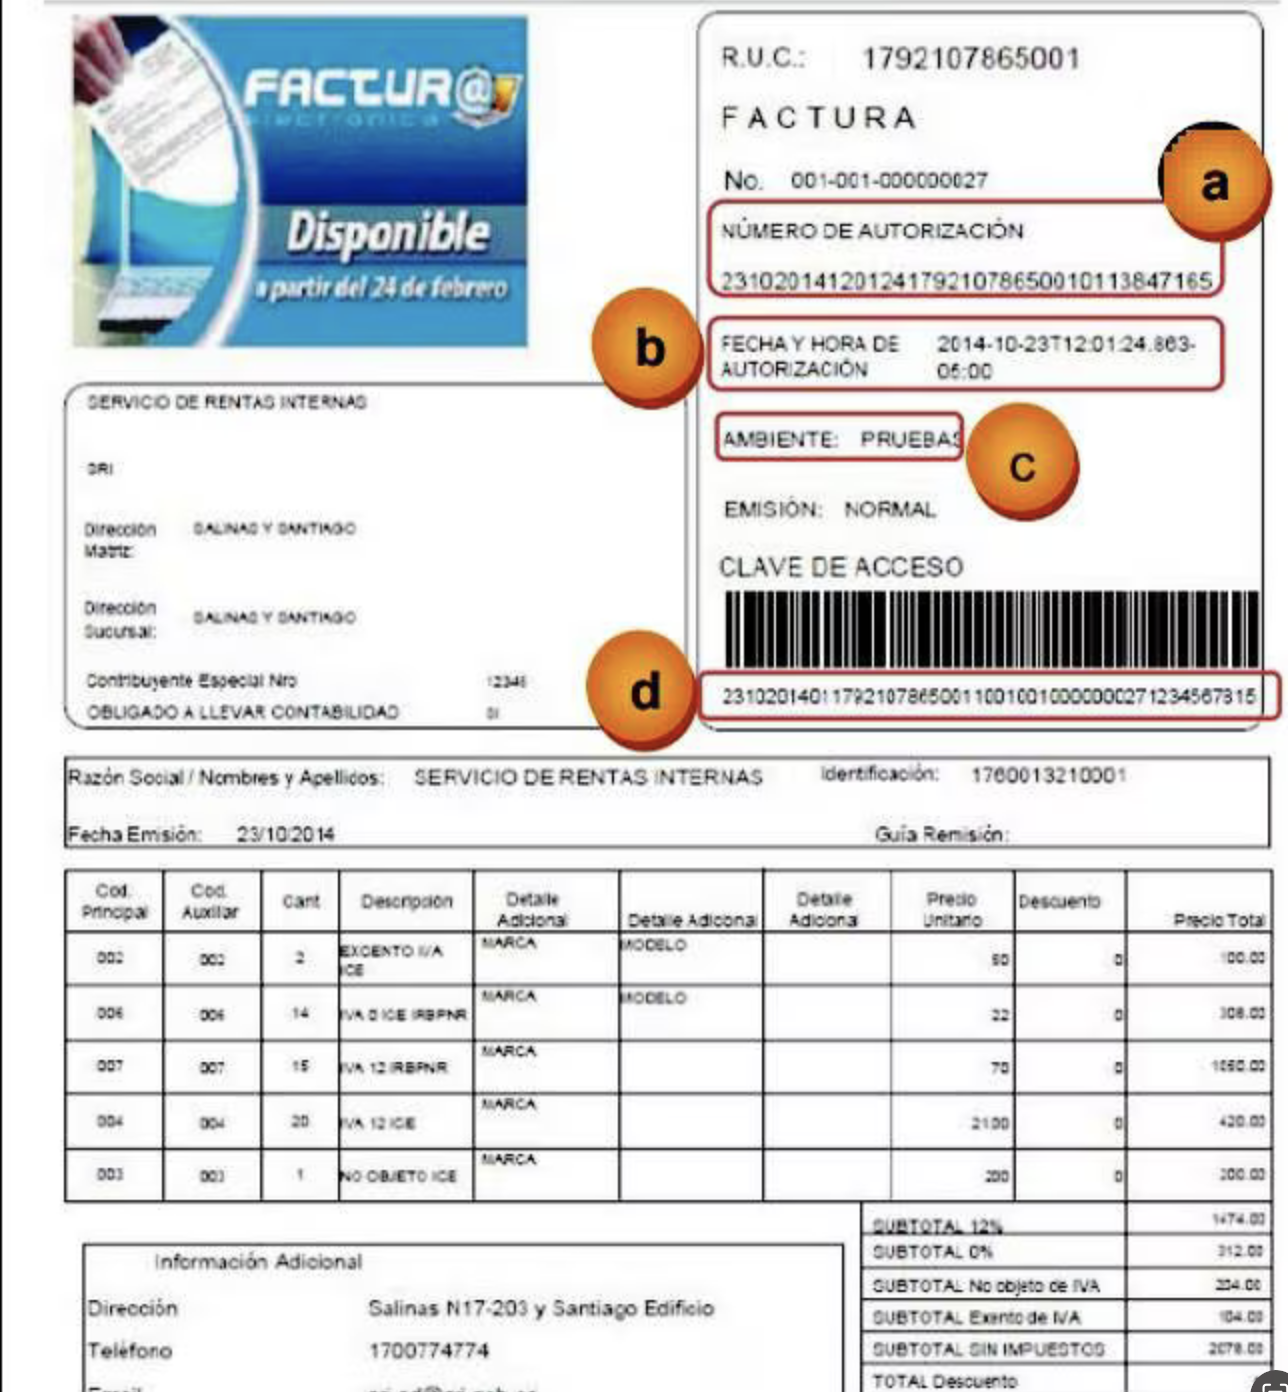 FACTUR@
electrónica
Disponible
a partir del 24 de febrero
R.U.C.: 1792107865001
FACTURA
No. 001-001-000000027
a
NÚMERO DE AUTORIZACIÓN
2310201412012417921078650010113847165
b
FECHA Y HORA DE AUTORIZACIÓN 2014-10-23T12:01:24.863-05:00
c
AMBIENTE: PRUEBAS
EMISIÓN: NORMAL
CLAVE DE ACCESO
d
2310201401179210786500110010010000000271234567815
SERVICIO DE RENTAS INTERNAS
SRI
Dirección Matriz: SALINAS Y SANTIAGO
Dirección Sucursal: SALINAS Y SANTIAGO
Contribuyente Especial Nro 12345
OBLIGADO A LLEVAR CONTABILIDAD SI
Razón Social / Nombres y Apellidos: SERVICIO DE RENTAS INTERNAS Identificación: 1760013210001
Fecha Emisión: 23/10/2014 Guía Remisión:
Cod. Principal Cod. Auxiliar Cant Descripción Detalle Adicional Detalle Adicional Detalle Adicional Precio Unitario Descuento Precio Total
002 002 2 EXCENTO IVA ICE MARCA MODELO 50 0 100.00
006 006 14 IVA 0 ICE IRBPNR MARCA MODELO 22 0 308.00
007 007 15 IVA 12 IRBPNR MARCA 70 0 1050.00
004 004 20 IVA 12 ICE MARCA 2100 0 420.00
003 003 1 NO OBJETO ICE MARCA 200 0 200.00
SUBTOTAL 12% 1474.00
SUBTOTAL 0% 312.00
SUBTOTAL No objeto de IVA 204.00
SUBTOTAL Exento de IVA 104.00
SUBTOTAL SIN IMPUESTOS 2078.00
TOTAL Descuento
Información Adicional
Dirección Salinas N17-203 y Santiago Edificio
Teléfono 1700774774
Email